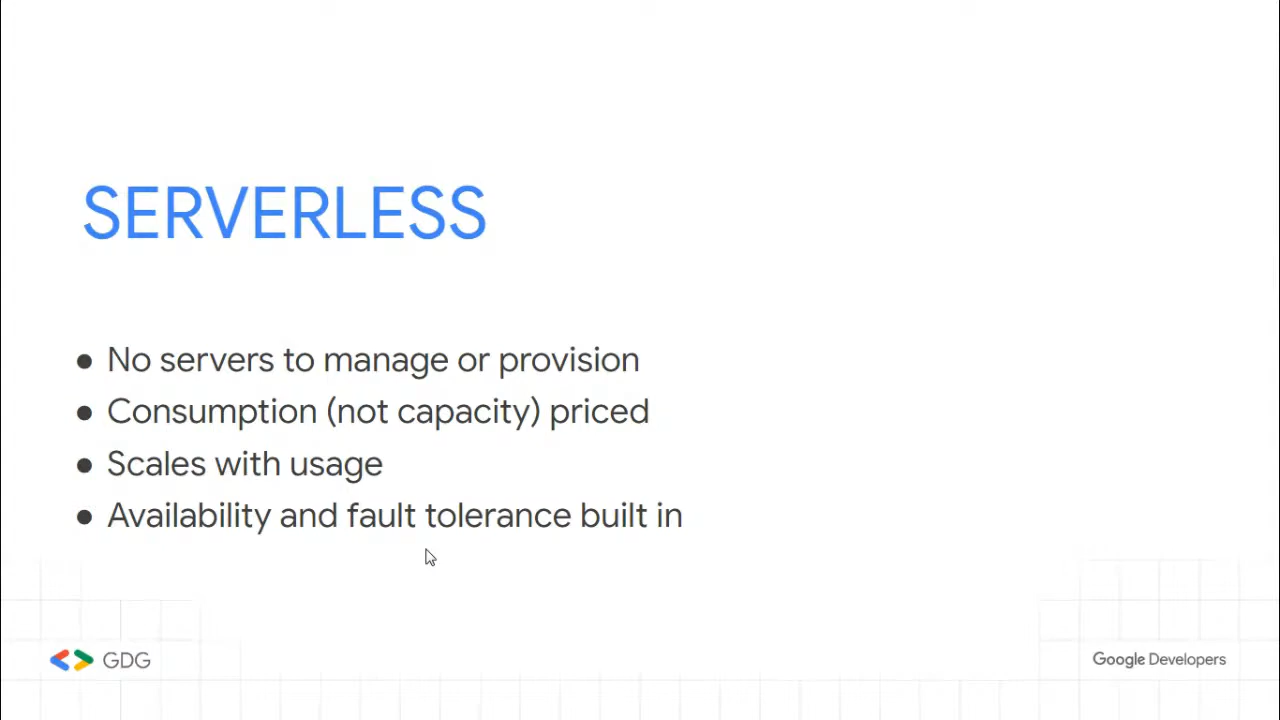 SERVERLESS
● No servers to manage or provision
● Consumption (not capacity) priced
● Scales with usage
● Availability and fault tolerance built in
GDG
Google Developers